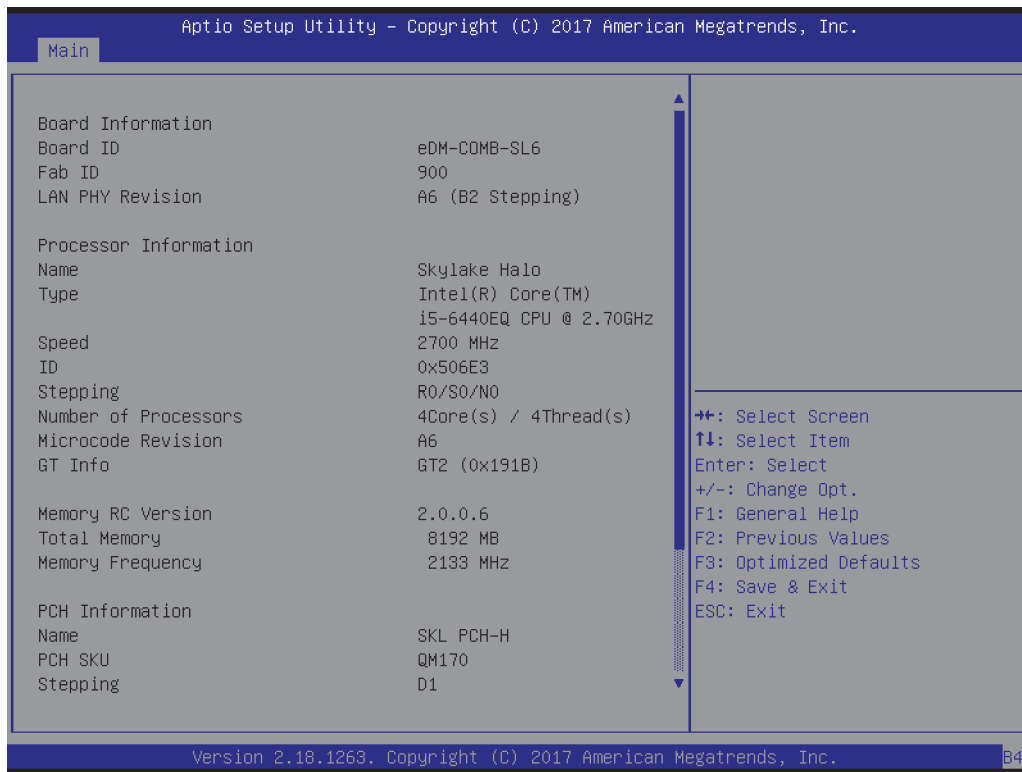 Aptio Setup Utility – Copyright (C) 2017 American Megatrends, Inc.
Main
Board Information
Board ID eDM-COMB-SL6
Fab ID 900
LAN PHY Revision A6 (B2 Stepping)
Processor Information
Name Skylake Halo
Type Intel(R) Core(TM)
i5-6440EQ CPU @ 2.70GHz
Speed 2700 MHz
ID 0x506E3
Stepping R0/S0/N0
Number of Processors 4Core(s) / 4Thread(s)
Microcode Revision A6
GT Info GT2 (0x191B)
Memory RC Version 2.0.0.6
Total Memory 8192 MB
Memory Frequency 2133 MHz
PCH Information
Name SKL PCH-H
PCH SKU QM170
Stepping D1
→←: Select Screen
↑↓: Select Item
Enter: Select
+/-: Change Opt.
F1: General Help
F2: Previous Values
F3: Optimized Defaults
F4: Save & Exit
ESC: Exit
Version 2.18.1263. Copyright (C) 2017 American Megatrends, Inc.
B4